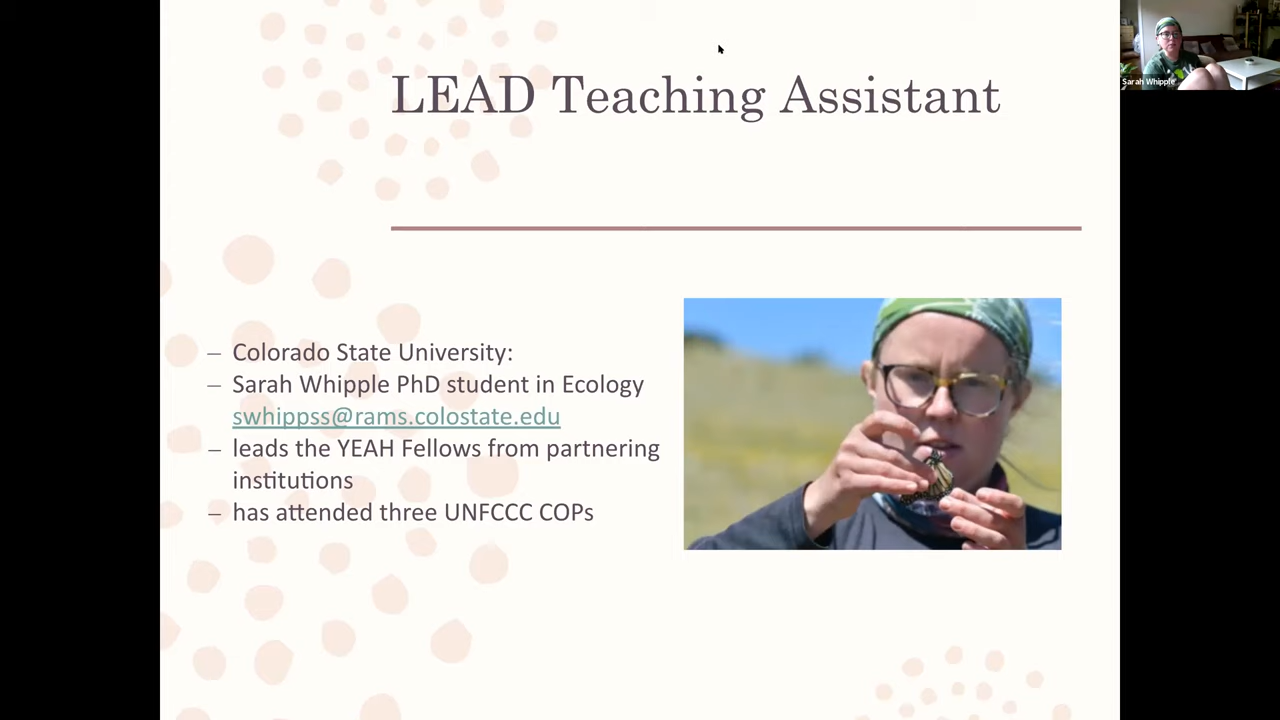 LEAD Teaching Assistant
Sarah Whipple
– Colorado State University:
– Sarah Whipple PhD student in Ecology
swhippss@rams.colostate.edu
– leads the YEAH Fellows from partnering
institutions
– has attended three UNFCCC COPs